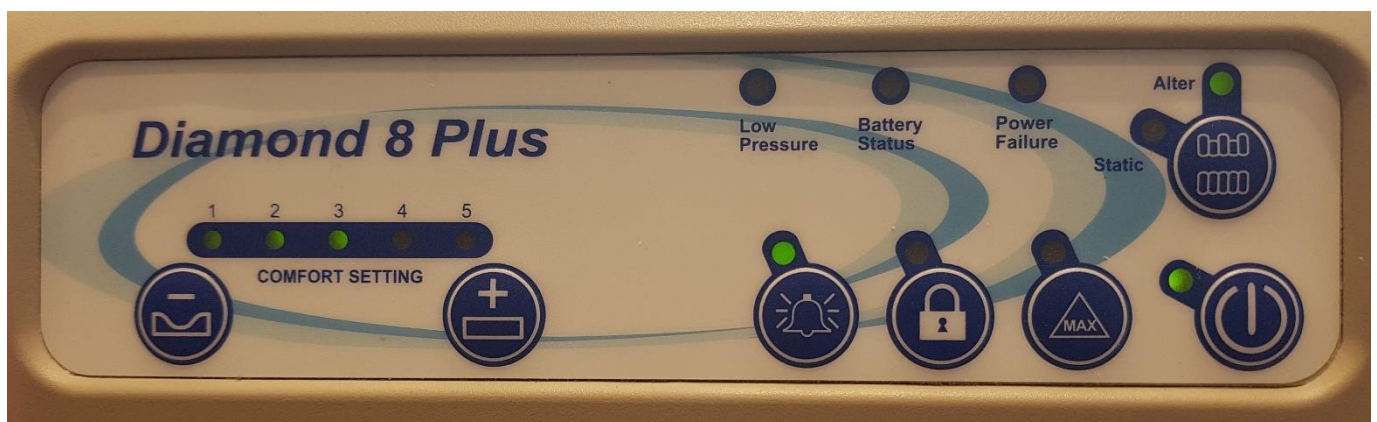 Diamond 8 Plus
1 2 3 4 5
COMFORT SETTING
Low
Pressure
Battery
Status
Power
Failure
Alter
Static
MAX